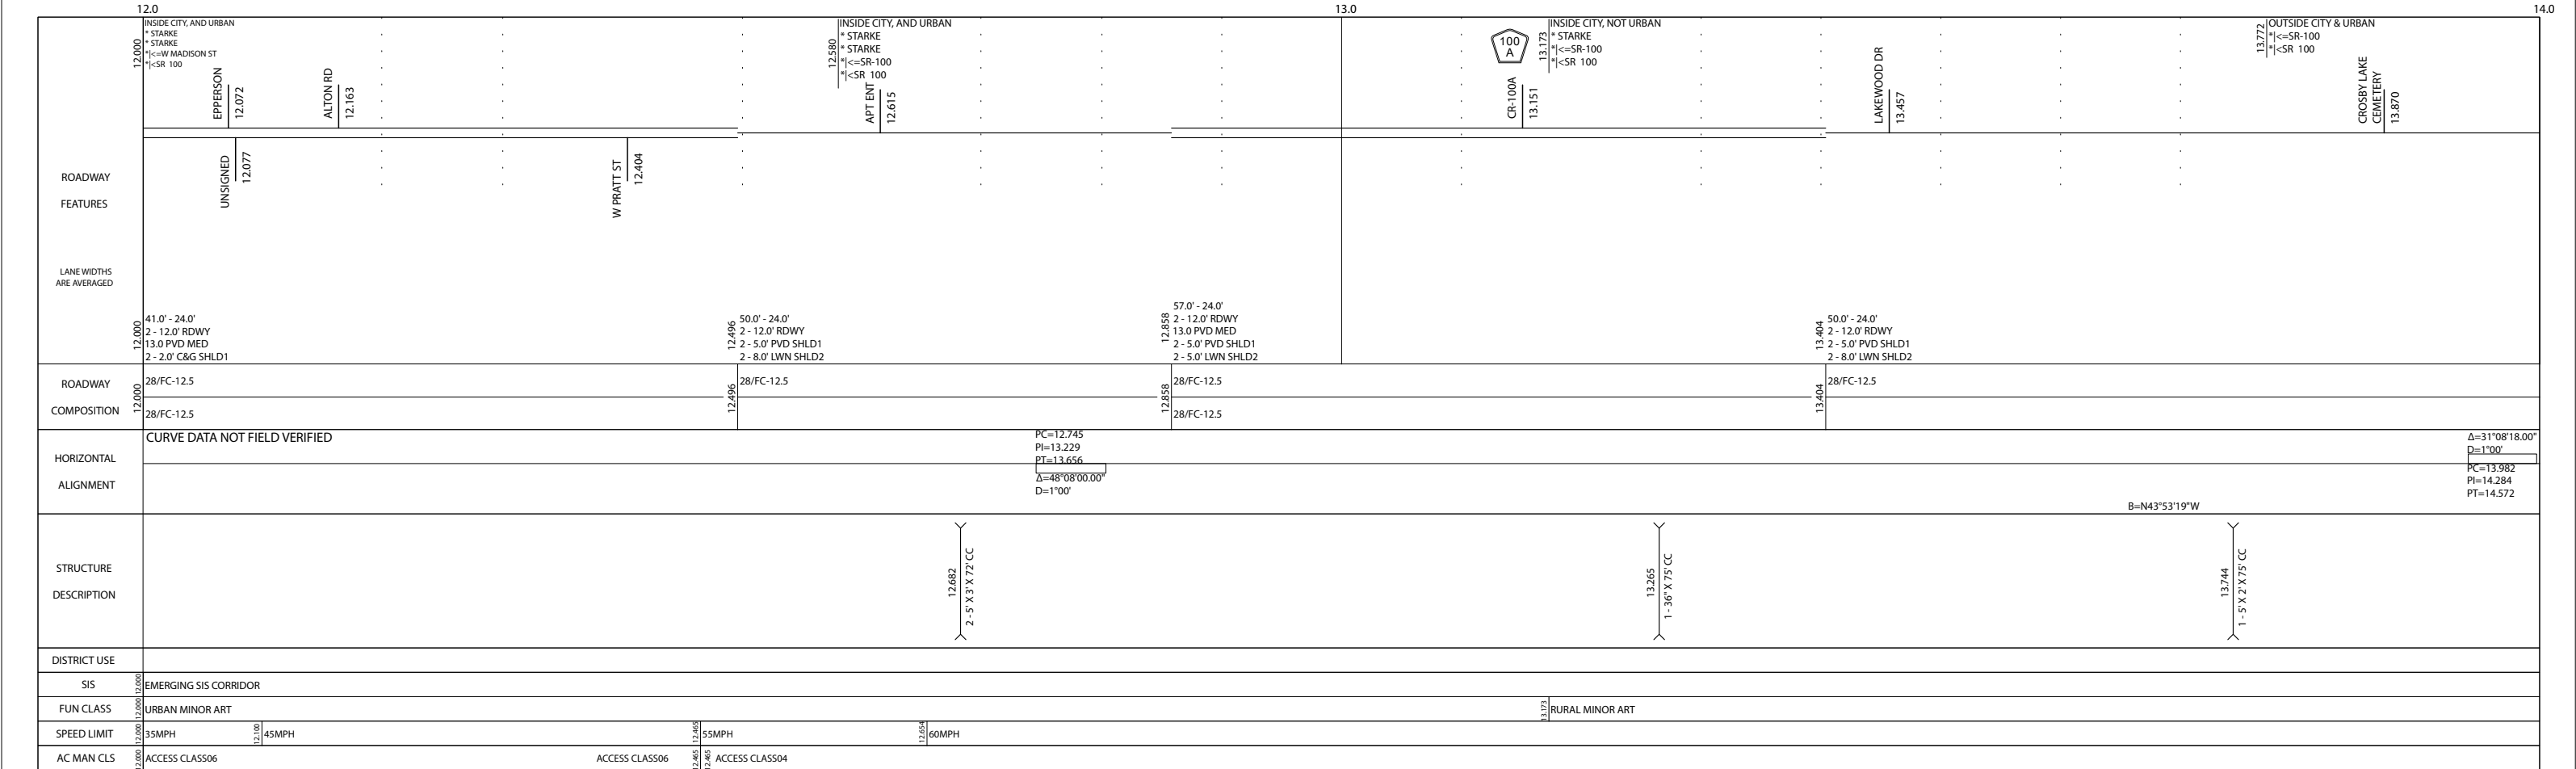 12.0
13.0
14.0
12.000
INSIDE CITY, AND URBAN
* STARKE
* STARKE
*|<=W MADISON ST
*|<SR 100
EPPERSON
12.072
ALTON RD
12.163
12.580
INSIDE CITY, AND URBAN
* STARKE
* STARKE
*|<=SR-100
*|<SR 100
APT ENT
12.615
100
A
CR-100A
13.151
13.173
INSIDE CITY, NOT URBAN
* STARKE
*|<=SR-100
*|<SR 100
LAKEWOOD DR
13.457
13.772
OUTSIDE CITY & URBAN
*|<=SR-100
*|<SR 100
CROSBY LAKE
CEMETERY
13.870
UNSIGNED
12.077
W PRATT ST
12.404
ROADWAY
FEATURES
LANE WIDTHS
ARE AVERAGED
12.000
41.0' - 24.0'
2 - 12.0' RDWY
13.0 PVD MED
2 - 2.0' C&G SHLD1
12.496
50.0' - 24.0'
2 - 12.0' RDWY
2 - 5.0' PVD SHLD1
2 - 8.0' LWN SHLD2
12.858
57.0' - 24.0'
2 - 12.0' RDWY
13.0 PVD MED
2 - 5.0' PVD SHLD1
2 - 5.0' LWN SHLD2
13.404
50.0' - 24.0'
2 - 12.0' RDWY
2 - 5.0' PVD SHLD1
2 - 8.0' LWN SHLD2
ROADWAY
COMPOSITION
12.000
28/FC-12.5
28/FC-12.5
12.496
28/FC-12.5
12.858
28/FC-12.5
28/FC-12.5
13.404
28/FC-12.5
HORIZONTAL
ALIGNMENT
CURVE DATA NOT FIELD VERIFIED
PC=12.745
PI=13.229
PT=13.656
Δ=48°08'00.00"
D=1°00'
B=N43°53'19"W
Δ=31°08'18.00"
D=1°00'
PC=13.982
PI=14.284
PT=14.572
STRUCTURE
DESCRIPTION
12.682
2 - 5' X 3' X 72' CC
13.265
1 - 36" X 75' CC
13.744
1 - 5' X 2' X 75' CC
DISTRICT USE
SIS
12.000
EMERGING SIS CORRIDOR
FUN CLASS
12.000
URBAN MINOR ART
13.173
RURAL MINOR ART
SPEED LIMIT
12.000
35MPH
12.100
45MPH
12.465
55MPH
12.654
60MPH
AC MAN CLS
12.000
ACCESS CLASS06
ACCESS CLASS06
12.465
12.465
ACCESS CLASS04